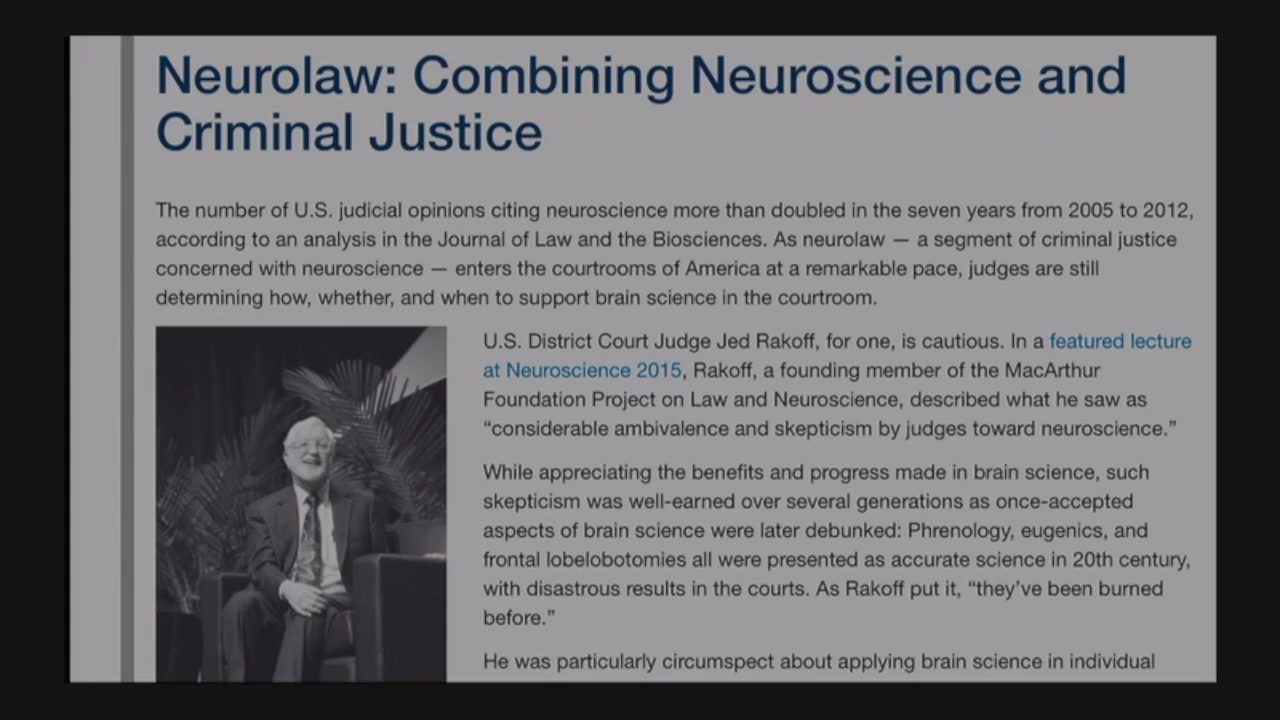 Neurolaw: Combining Neuroscience and
Criminal Justice
The number of U.S. judicial opinions citing neuroscience more than doubled in the seven years from 2005 to 2012,
according to an analysis in the Journal of Law and the Biosciences. As neurolaw — a segment of criminal justice
concerned with neuroscience — enters the courtrooms of America at a remarkable pace, judges are still
determining how, whether, and when to support brain science in the courtroom.
U.S. District Court Judge Jed Rakoff, for one, is cautious. In a featured lecture
at Neuroscience 2015, Rakoff, a founding member of the MacArthur
Foundation Project on Law and Neuroscience, described what he saw as
“considerable ambivalence and skepticism by judges toward neuroscience.”
While appreciating the benefits and progress made in brain science, such
skepticism was well-earned over several generations as once-accepted
aspects of brain science were later debunked: Phrenology, eugenics, and
frontal lobelobotomies all were presented as accurate science in 20th century,
with disastrous results in the courts. As Rakoff put it, “they’ve been burned
before.”
He was particularly circumspect about applying brain science in individual